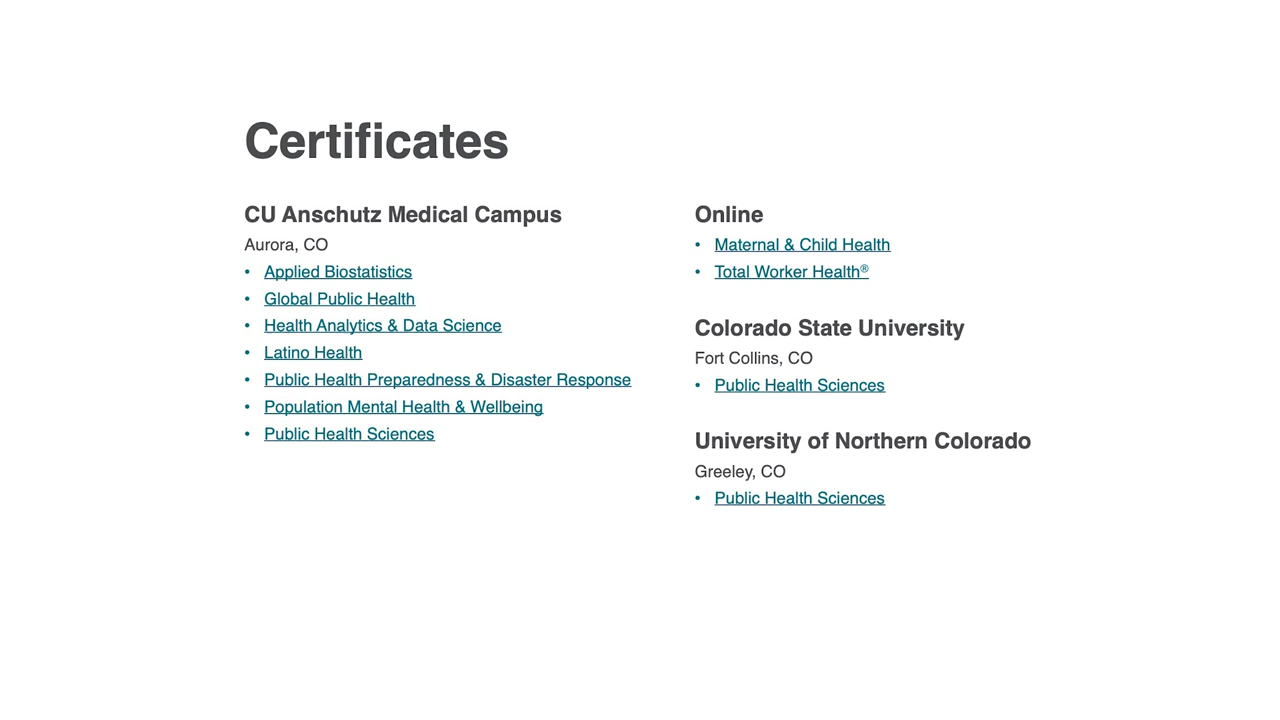 Certificates
CU Anschutz Medical Campus
Aurora, CO
• Applied Biostatistics
• Global Public Health
• Health Analytics & Data Science
• Latino Health
• Public Health Preparedness & Disaster Response
• Population Mental Health & Wellbeing
• Public Health Sciences
Online
• Maternal & Child Health
• Total Worker Health®
Colorado State University
Fort Collins, CO
• Public Health Sciences
University of Northern Colorado
Greeley, CO
• Public Health Sciences